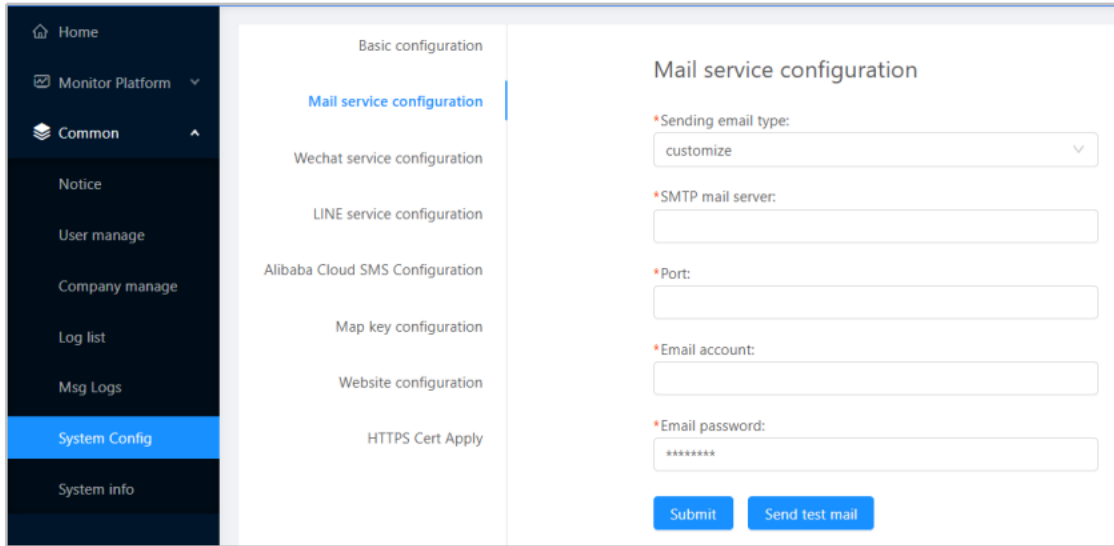 Home
Monitor Platform
Common
Notice
User manage
Company manage
Log list
Msg Logs
System Config
System info
Basic configuration
Mail service configuration
Wechat service configuration
LINE service configuration
Alibaba Cloud SMS Configuration
Map key configuration
Website configuration
HTTPS Cert Apply
Mail service configuration
*Sending email type:
customize
*SMTP mail server:
*Port:
*Email account:
*Email password:
********
Submit
Send test mail